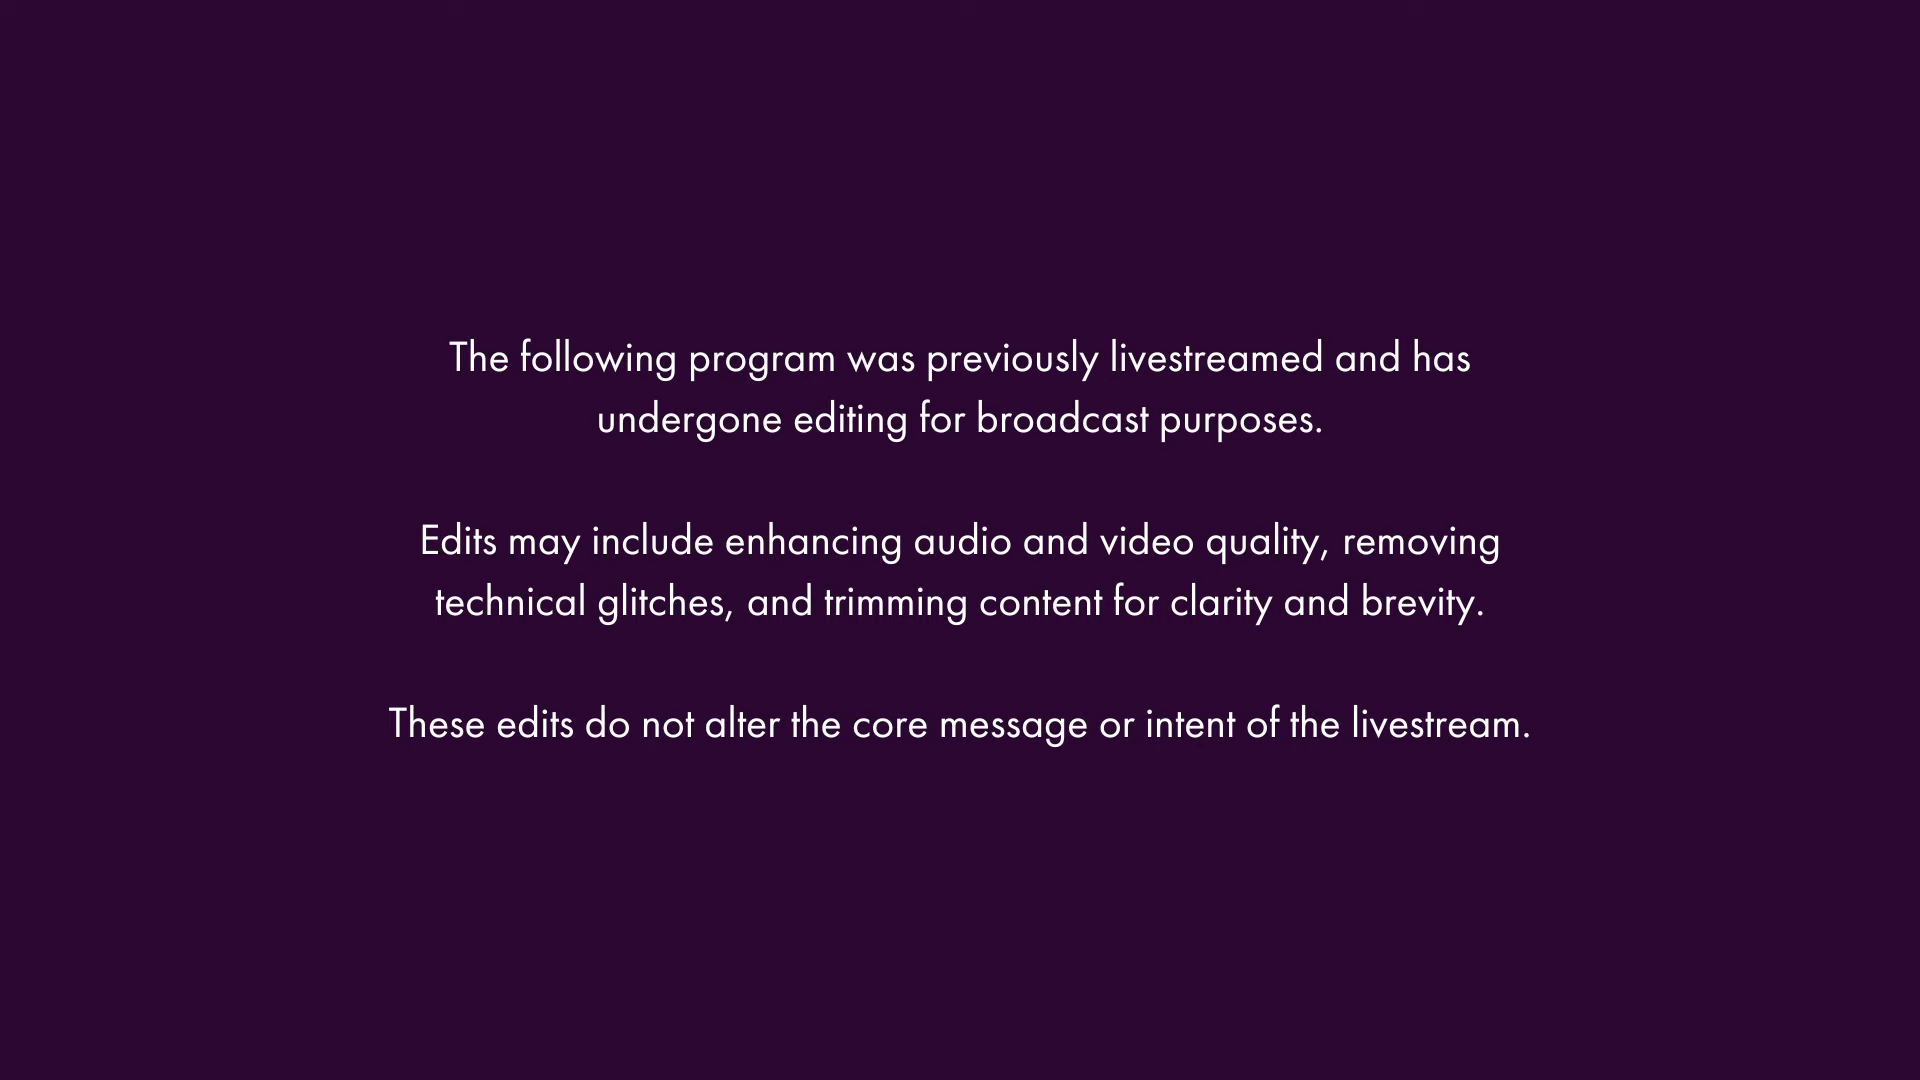 The following program was previously livestreamed and has
undergone editing for broadcast purposes.
Edits may include enhancing audio and video quality, removing
technical glitches, and trimming content for clarity and brevity.
These edits do not alter the core message or intent of the livestream.